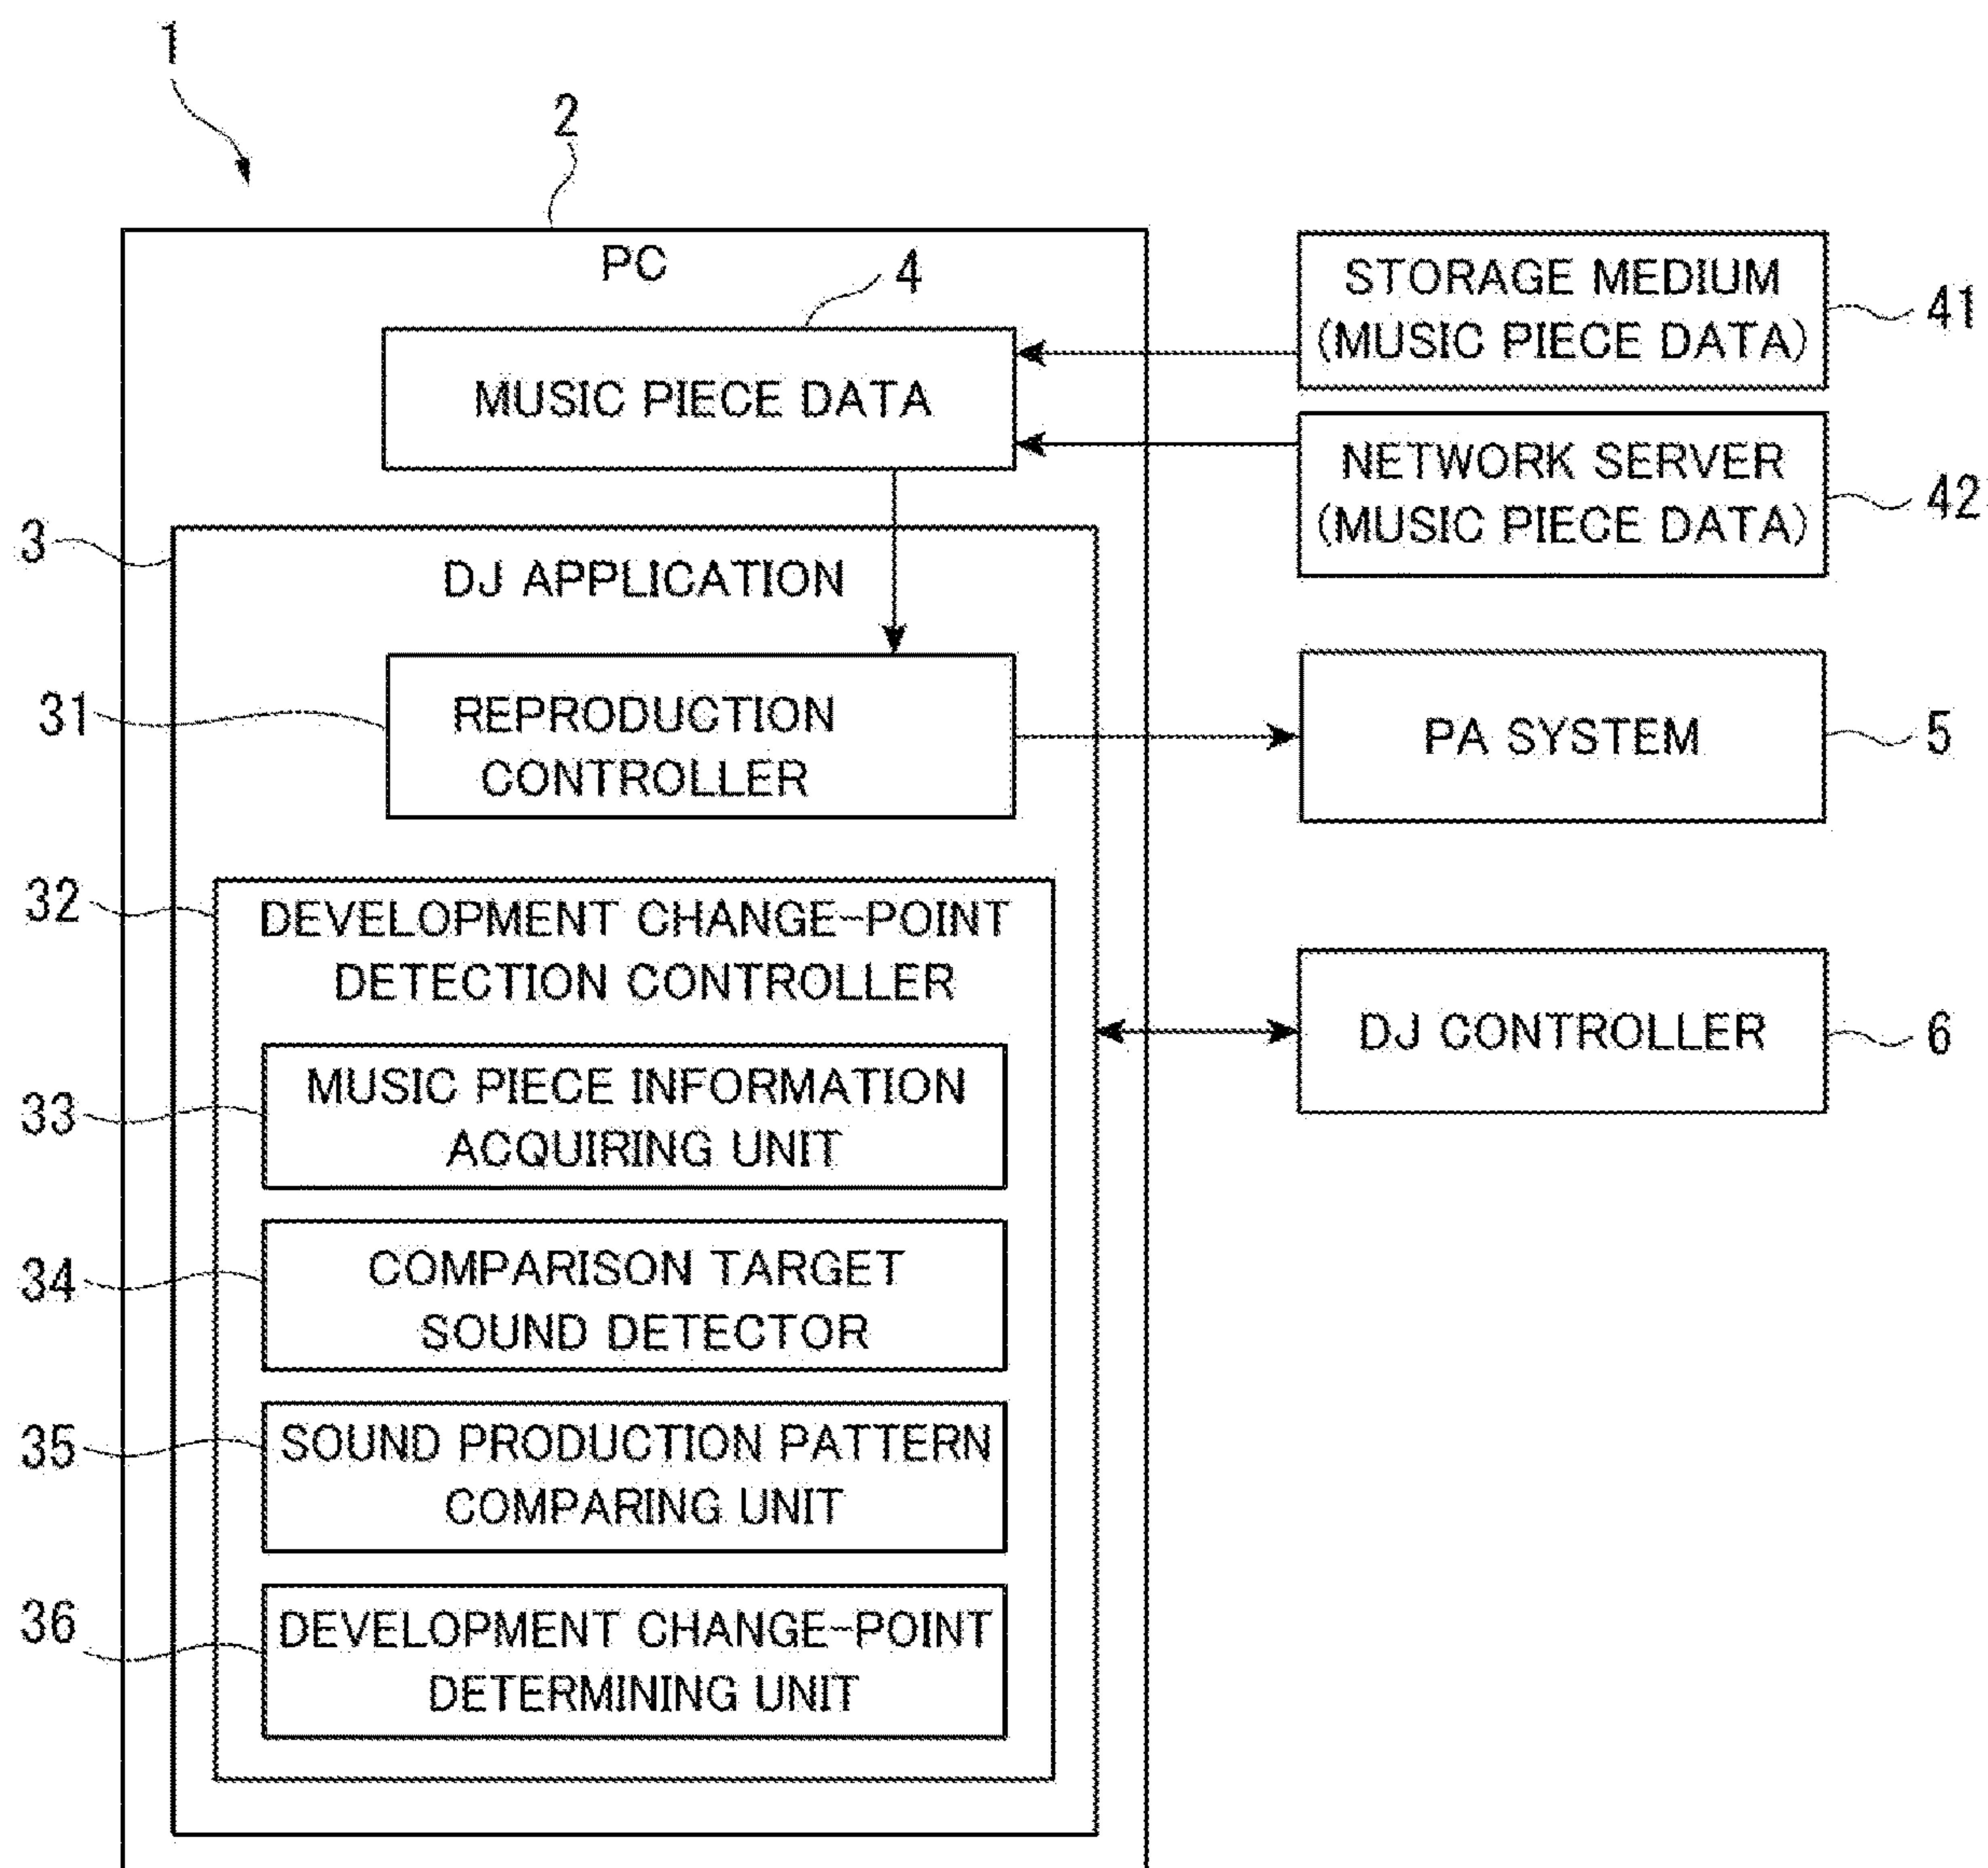 1
2
PC
4
MUSIC PIECE DATA
STORAGE MEDIUM
(MUSIC PIECE DATA)
41
NETWORK SERVER
(MUSIC PIECE DATA)
42
3
DJ APPLICATION
31
REPRODUCTION
CONTROLLER
PA SYSTEM
5
32
DEVELOPMENT CHANGE-POINT
DETECTION CONTROLLER
DJ CONTROLLER
6
33
MUSIC PIECE INFORMATION
ACQUIRING UNIT
34
COMPARISON TARGET
SOUND DETECTOR
35
SOUND PRODUCTION PATTERN
COMPARING UNIT
36
DEVELOPMENT CHANGE-POINT
DETERMINING UNIT